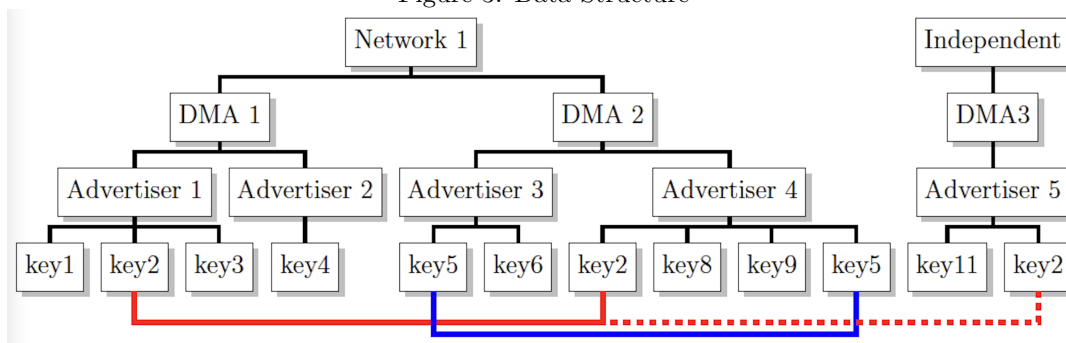 Figure 3: Data Structure
Network 1
Independent
DMA 1
DMA 2
DMA3
Advertiser 1
Advertiser 2
Advertiser 3
Advertiser 4
Advertiser 5
key1
key2
key3
key4
key5
key6
key2
key8
key9
key5
key11
key2